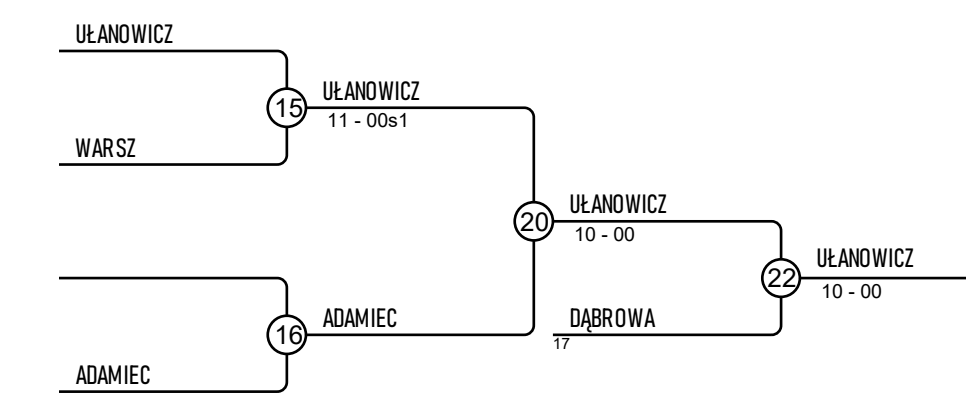 UŁANOWICZ
15
UŁANOWICZ
11 - 00s1
WARSZ
20
UŁANOWICZ
10 - 00
22
UŁANOWICZ
10 - 00
16
ADAMIEC
DĄBROWA
17
ADAMIEC